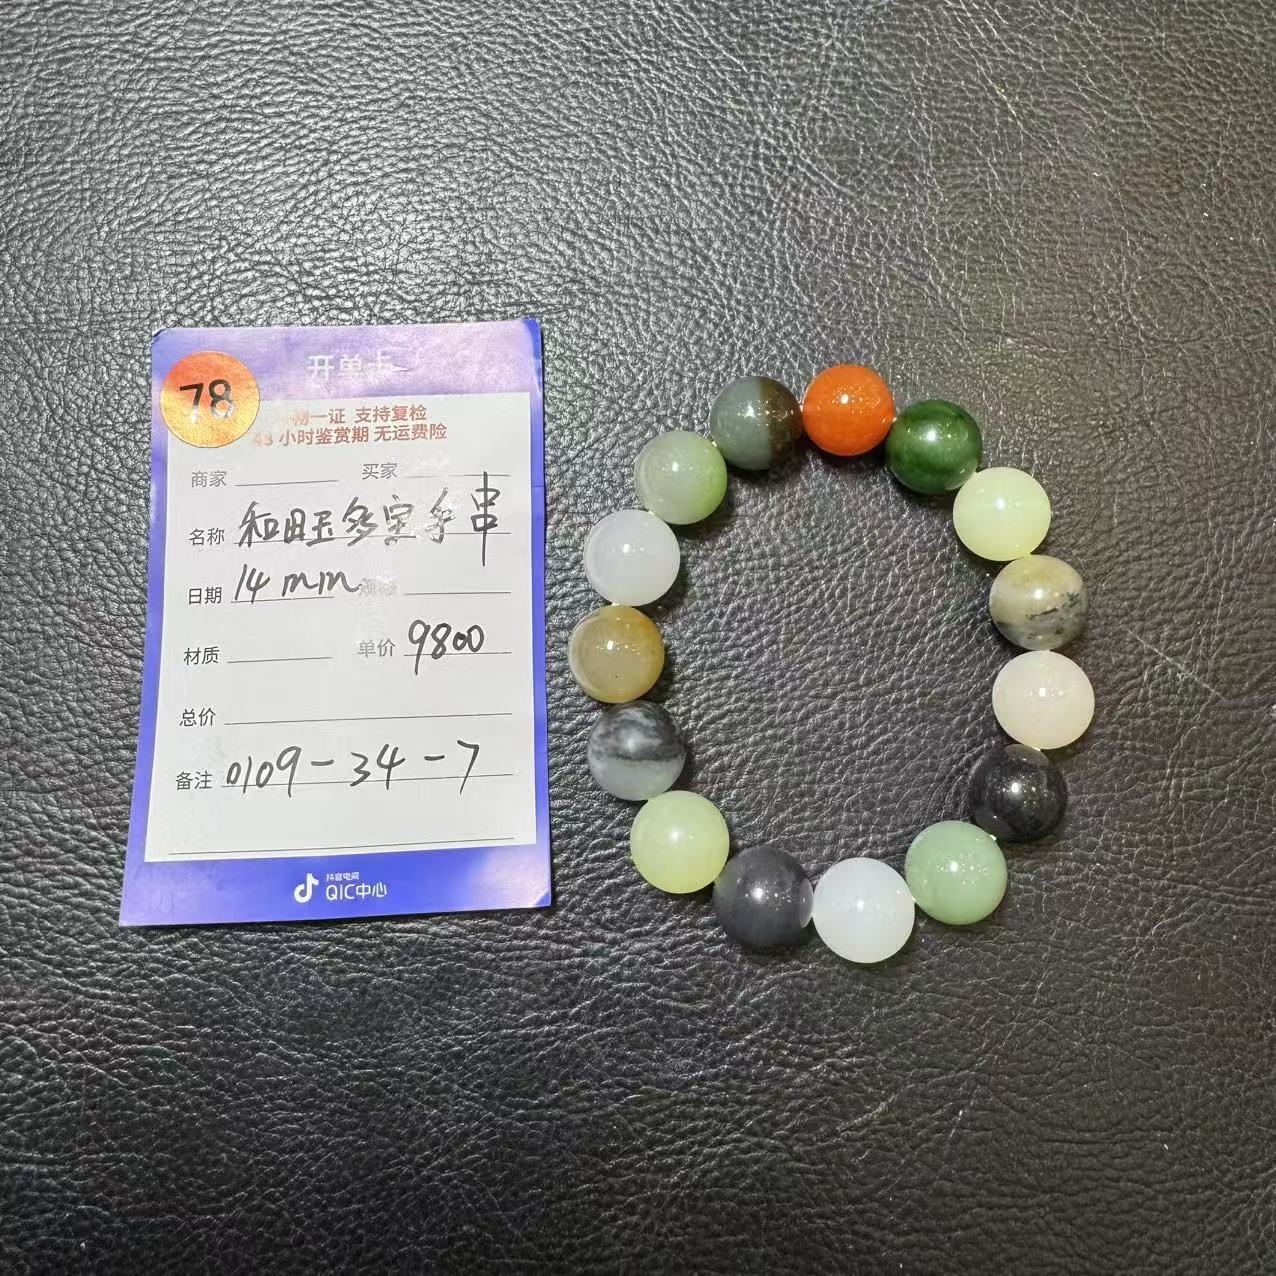 开单卡
78
物一证 支持复检
48 小时鉴赏期 无运费险
商家 买家
名称 和田玉多宝手串
日期 14mm 规格
材质 单价 9800
总价
备注 0109-34-7
抖音电商
QIC中心